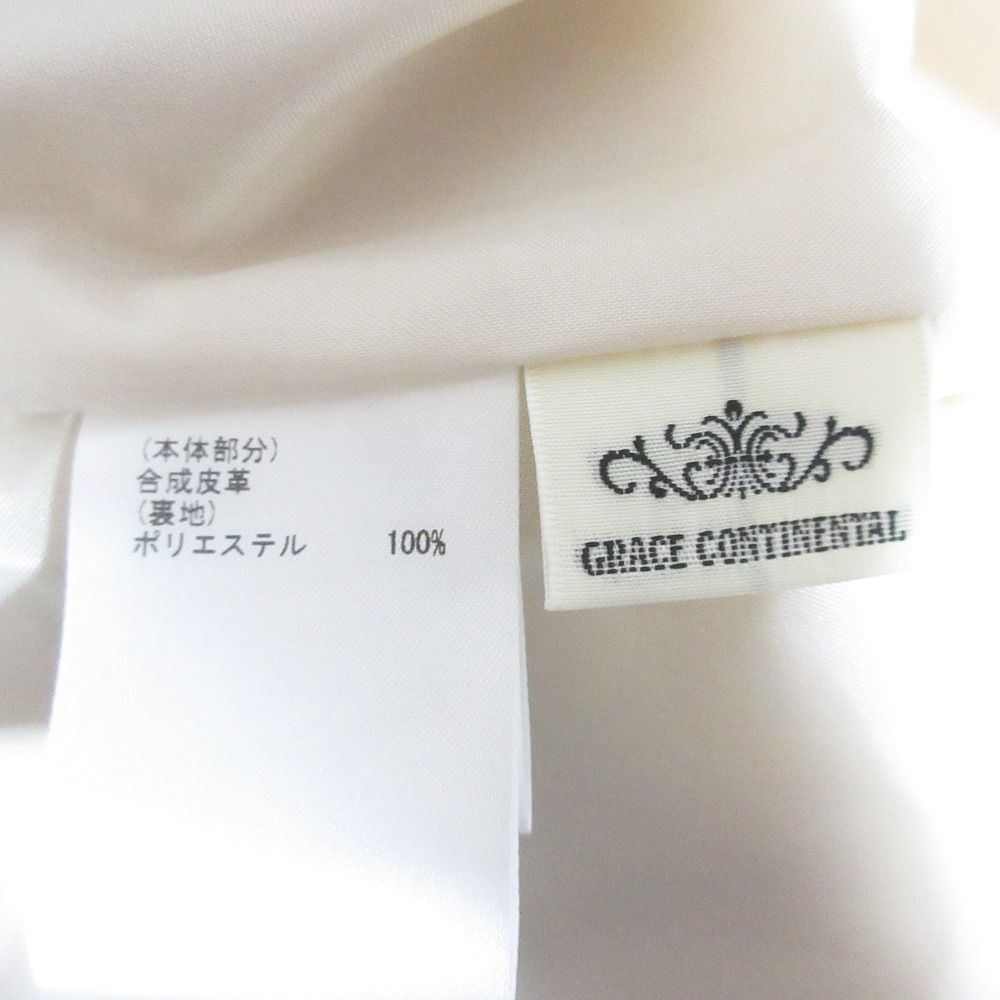 (本体部分)
合成皮革
(裏地)
ポリエステル 100%
GRACE CONTINENTAL